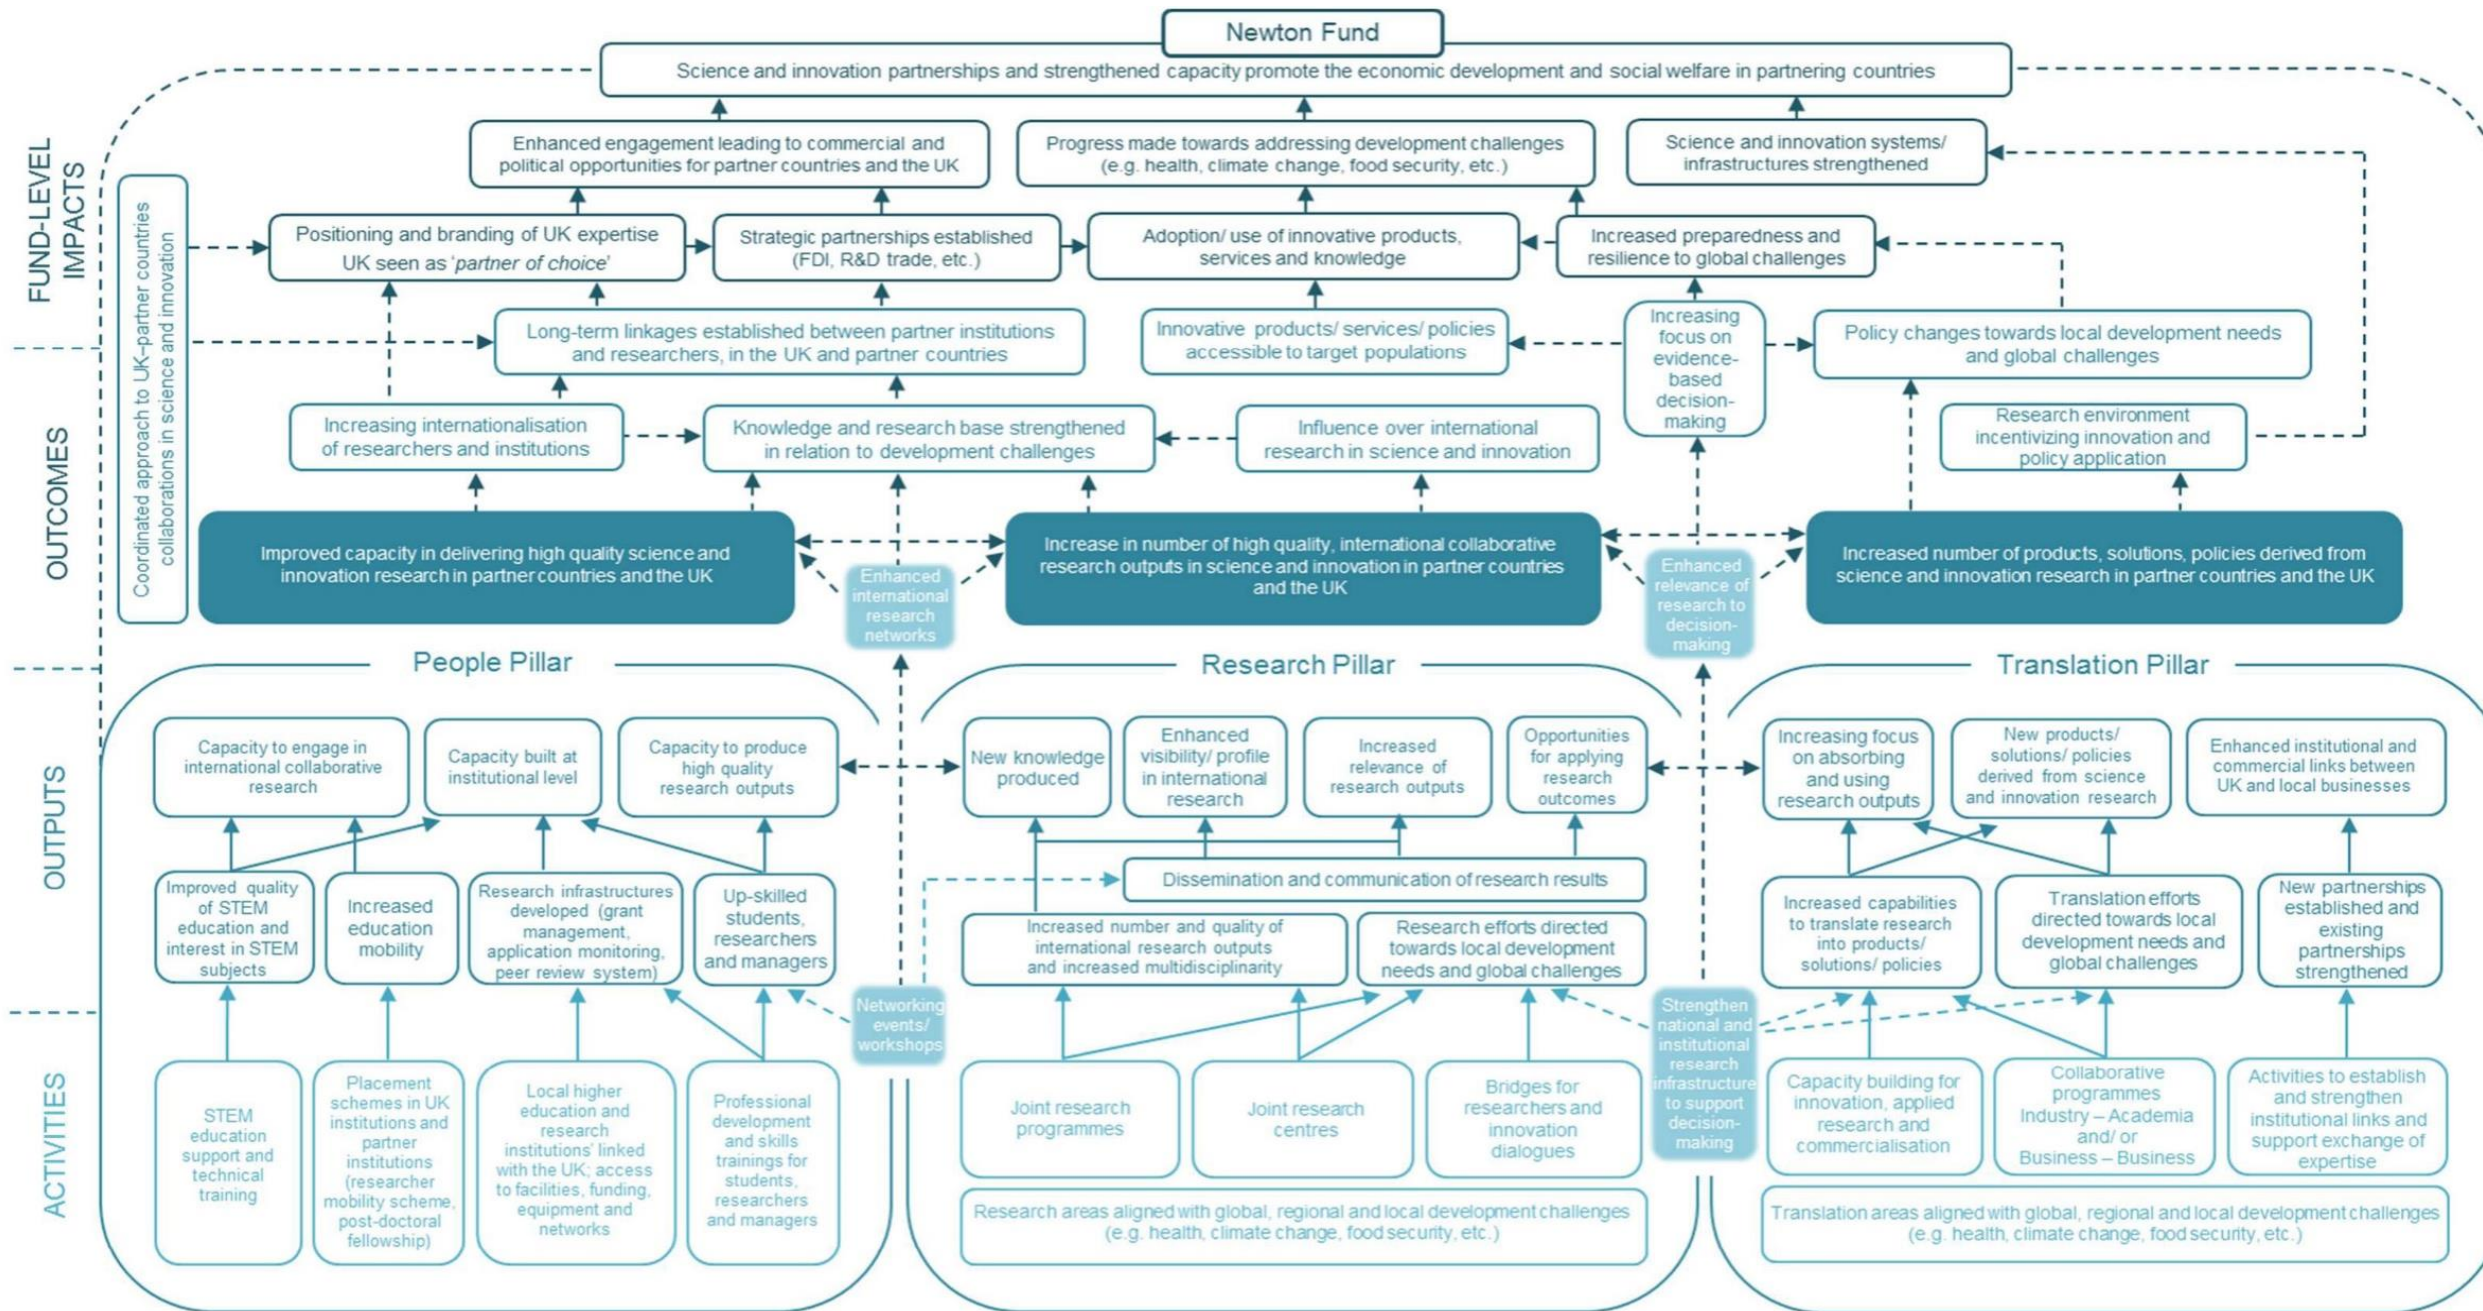 Newton Fund
Science and innovation partnerships and strengthened capacity promote the economic development and social welfare in partnering countries
FUND-LEVEL
IMPACTS
Enhanced engagement leading to commercial and
political opportunities for partner countries and the UK
Progress made towards addressing development challenges
(e.g. health, climate change, food security, etc.)
Science and innovation systems/
infrastructures strengthened
Coordinated approach to UK–partner countries
collaborations in science and innovation
Positioning and branding of UK expertise
UK seen as ‘partner of choice’
Strategic partnerships established
(FDI, R&D trade, etc.)
Adoption/ use of innovative products,
services and knowledge
Increased preparedness and
resilience to global challenges
Long-term linkages established between partner institutions
and researchers, in the UK and partner countries
Innovative products/ services/ policies
accessible to target populations
Increasing
focus on
evidence-
based
decision-
making
Policy changes towards local development needs
and global challenges
OUTCOMES
Increasing internationalisation
of researchers and institutions
Knowledge and research base strengthened
in relation to development challenges
Influence over international
research in science and innovation
Research environment
incentivizing innovation and
policy application
Improved capacity in delivering high quality science and
innovation research in partner countries and the UK
Enhanced
international
research
networks
Increase in number of high quality, international collaborative
research outputs in science and innovation in partner countries
and the UK
Enhanced
relevance of
research to
decision-
making
Increased number of products, solutions, policies derived from
science and innovation research in partner countries and the UK
People Pillar
Research Pillar
Translation Pillar
OUTPUTS
Capacity to engage in
international collaborative
research
Capacity built at
institutional level
Capacity to produce
high quality
research outputs
New knowledge
produced
Enhanced
visibility/ profile
in international
research
Increased
relevance of
research outputs
Opportunities
for applying
research
outcomes
Increasing focus
on absorbing
and using
research outputs
New products/
solutions/ policies
derived from science
and innovation research
Enhanced institutional and
commercial links between
UK and local businesses
Improved quality
of STEM
education and
interest in STEM
subjects
Increased
education
mobility
Research infrastructures
developed (grant
management,
application monitoring,
peer review system)
Up-skilled
students,
researchers
and managers
Dissemination and communication of research results
Increased number and quality of
international research outputs
and increased multidisciplinarity
Research efforts directed
towards local development
needs and global challenges
Increased capabilities
to translate research
into products/
solutions/ policies
Translation efforts
directed towards local
development needs and
global challenges
New partnerships
established and
existing
partnerships
strengthened
Networking
events/
workshops
Strengthen
national and
institutional
research
infrastructure
to support
decision-
making
ACTIVITIES
STEM
education
support and
technical
training
Placement
schemes in UK
institutions and
partner
institutions
(researcher
mobility scheme,
post-doctoral
fellowship)
Local higher
education and
research
institutions’ linked
with the UK; access
to facilities, funding,
equipment and
networks
Professional
development
and skills
trainings for
students,
researchers
and managers
Joint research
programmes
Joint research
centres
Bridges for
researchers and
innovation
dialogues
Capacity building for
innovation, applied
research and
commercialisation
Collaborative
programmes
Industry – Academia
and/ or
Business – Business
Activities to establish
and strengthen
institutional links and
support exchange of
expertise
Research areas aligned with global, regional and local development challenges
(e.g. health, climate change, food security, etc.)
Translation areas aligned with global, regional and local development challenges
(e.g. health, climate change, food security, etc.)